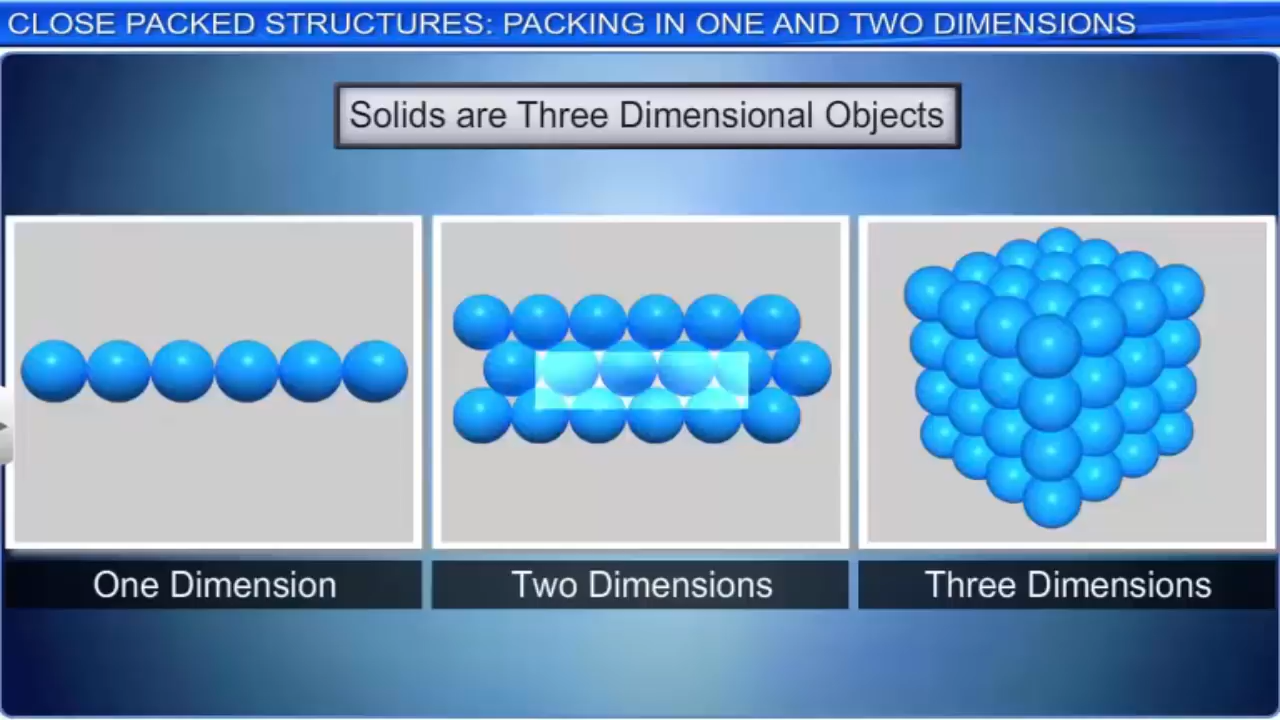 CLOSE PACKED STRUCTURES: PACKING IN ONE AND TWO DIMENSIONS
Solids are Three Dimensional Objects
One Dimension
Two Dimensions
Three Dimensions